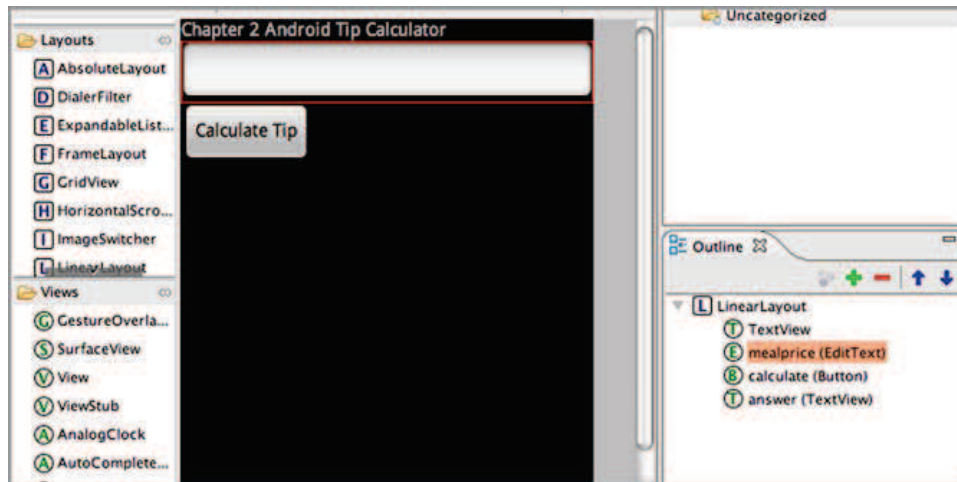 Layouts
A AbsoluteLayout
D DialerFilter
E ExpandableList...
F FrameLayout
G GridView
H HorizontalScro...
I ImageSwitcher
L LinearLayout
Views
G GestureOverla...
S SurfaceView
V View
V ViewStub
A AnalogClock
A AutoComplete...
Chapter 2 Android Tip Calculator
Calculate Tip
Uncategorized
Outline
L LinearLayout
T TextView
E mealprice (EditText)
B calculate (Button)
T answer (TextView)